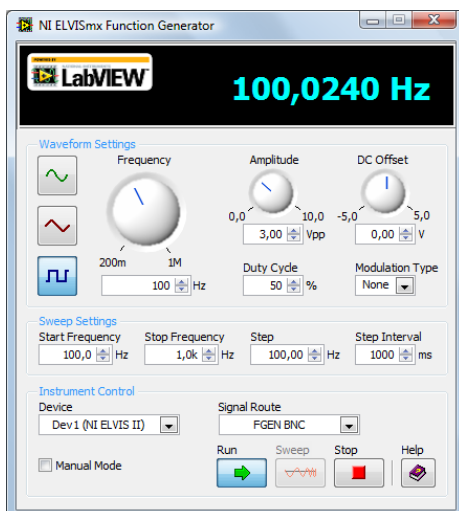 NI ELVISmx Function Generator
POWERED BY
LabVIEW
100,0240 Hz
Waveform Settings
Frequency Amplitude DC Offset
0,0 10,0 -5,0 5,0
3,00 Vpp 0,00 V
200m 1M
100 Hz
Duty Cycle Modulation Type
50 % None
Sweep Settings
Start Frequency Stop Frequency Step Step Interval
100,0 Hz 1,0k Hz 100,00 Hz 1000 ms
Instrument Control
Device Signal Route
Dev1 (NI ELVIS II) FGEN BNC
Run Sweep Stop Help
Manual Mode